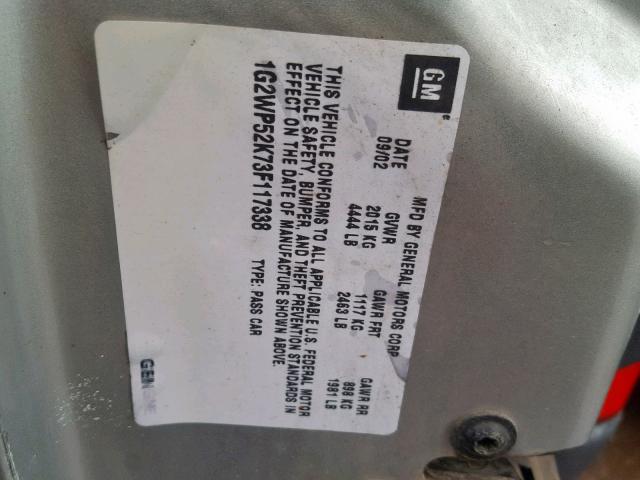 GM
MFD BY GENERAL MOTORS CORP
DATE GVWR GAWR FRT GAWR RR
09/02 2015 KG 1117 KG 898 KG
4444 LB 2463 LB 1981 LB
THIS VEHICLE CONFORMS TO ALL APPLICABLE U.S. FEDERAL MOTOR
VEHICLE SAFETY, BUMPER, AND THEFT PREVENTION STANDARDS IN
EFFECT ON THE DATE OF MANUFACTURE SHOWN ABOVE.
1G2WP52K73F117338 TYPE: PASS CAR